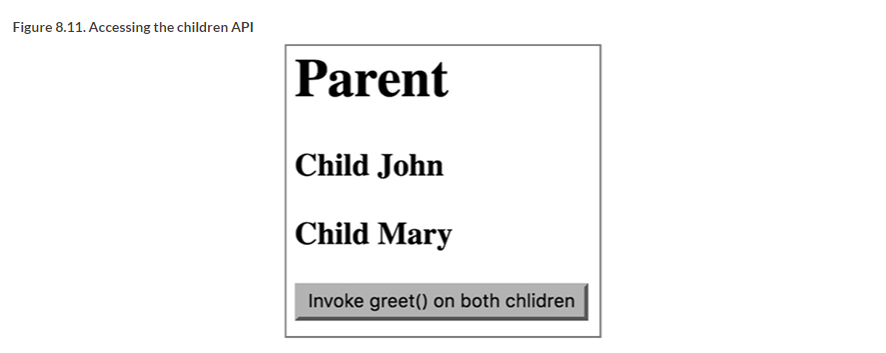 Figure 8.11. Accessing the children API
Parent
Child John
Child Mary
Invoke greet() on both chlidren